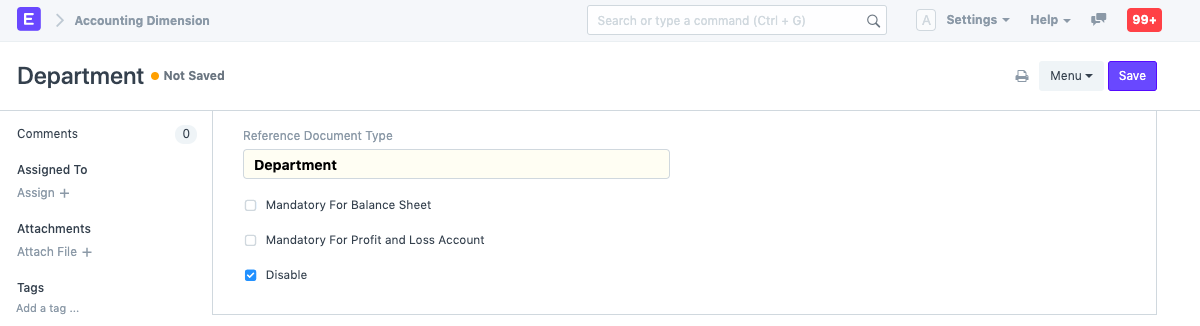 E Accounting Dimension Search or type a command (Ctrl + G) A Settings Help 99+
Department Not Saved Menu Save
Comments 0
Assigned To
Assign +
Attachments
Attach File +
Tags
Add a tag ...
Reference Document Type
Department
Mandatory For Balance Sheet
Mandatory For Profit and Loss Account
Disable